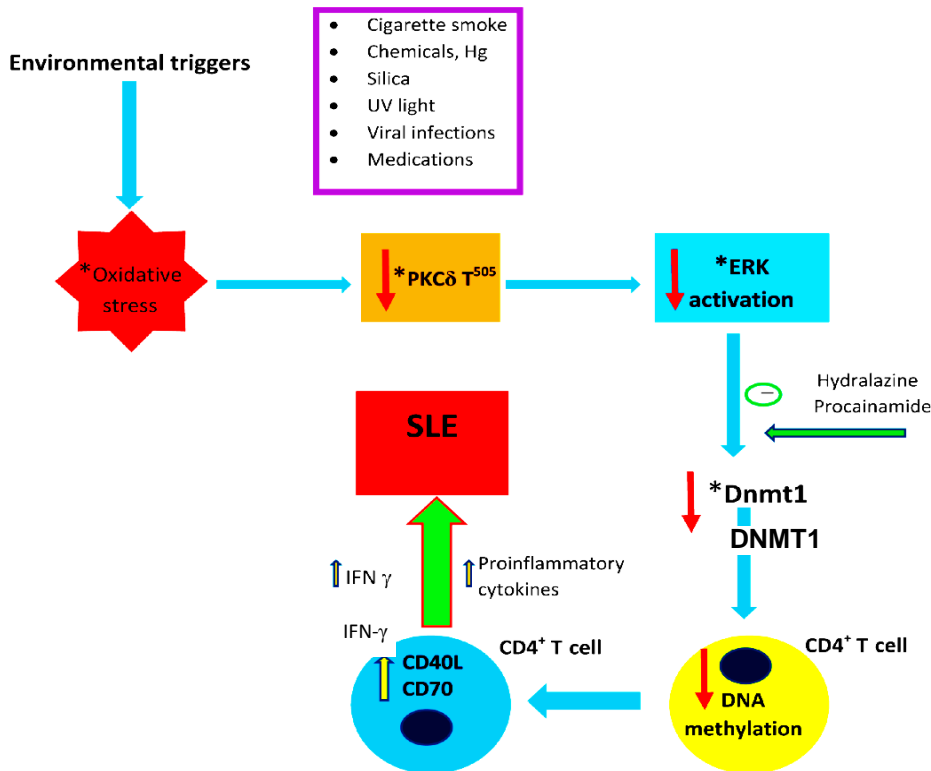 Environmental triggers
• Cigarette smoke
• Chemicals, Hg
• Silica
• UV light
• Viral infections
• Medications
*Oxidative
stress
*PKCδ T⁵⁰⁵
*ERK
activation
Hydralazine
Procainamide
−
*Dnmt1
DNMT1
SLE
IFN γ
Proinflammatory
cytokines
IFN-γ
CD4⁺ T cell
CD40L
CD70
CD4⁺ T cell
DNA
methylation